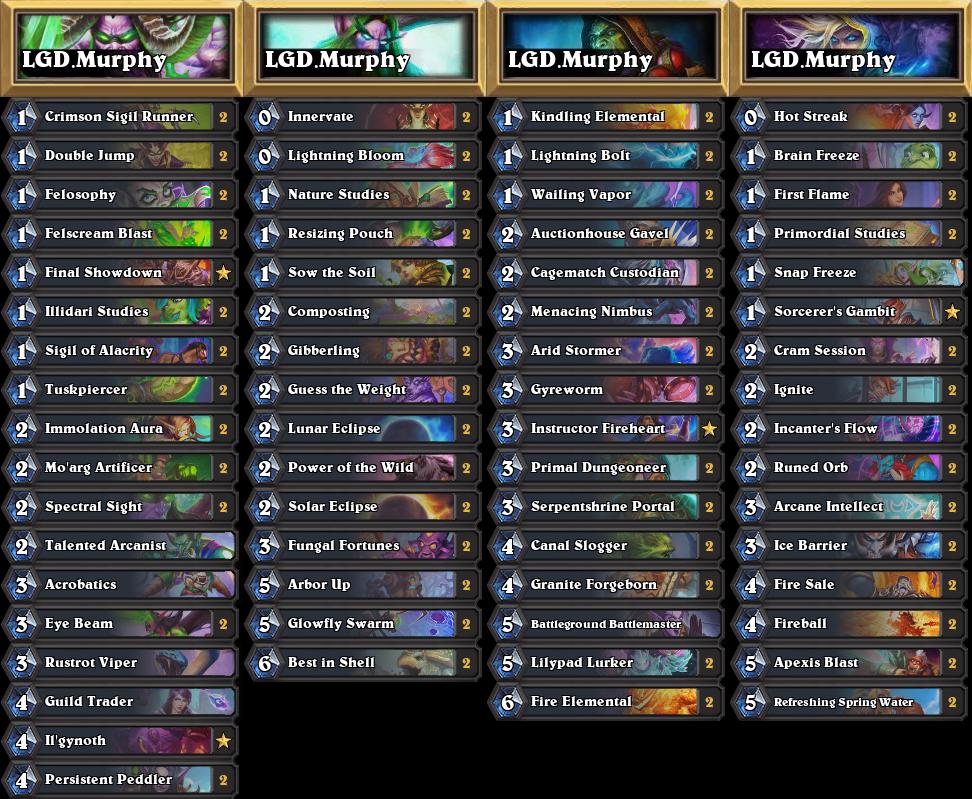 LGD.Murphy
1 Crimson Sigil Runner 2
1 Double Jump 2
1 Felosophy 2
1 Felscream Blast 2
1 Final Showdown
1 Illidari Studies 2
1 Sigil of Alacrity 2
1 Tuskpiercer 2
2 Immolation Aura 2
2 Mo'arg Artificer 2
2 Spectral Sight 2
2 Talented Arcanist
3 Acrobatics
3 Eye Beam 2
3 Rustrot Viper
4 Guild Trader
4 Il'gynoth
4 Persistent Peddler 2
LGD.Murphy
0 Innervate 2
0 Lightning Bloom 2
1 Nature Studies 2
1 Resizing Pouch 2
1 Sow the Soil 2
2 Composting 2
2 Gibberling 2
2 Guess the Weight 2
2 Lunar Eclipse 2
2 Power of the Wild 2
2 Solar Eclipse 2
3 Fungal Fortunes 2
5 Arbor Up 2
5 Glowfly Swarm 2
6 Best in Shell 2
LGD.Murphy
1 Kindling Elemental 2
1 Lightning Bolt 2
1 Wailing Vapor 2
2 Auctionhouse Gavel 2
2 Cagematch Custodian 2
2 Menacing Nimbus 2
3 Arid Stormer 2
3 Gyreworm 2
3 Instructor Fireheart
3 Primal Dungeoneer 2
3 Serpentshrine Portal 2
4 Canal Slogger 2
4 Granite Forgeborn 2
5 Battleground Battlemaster
5 Lilypad Lurker 2
6 Fire Elemental 2
LGD.Murphy
0 Hot Streak 2
1 Brain Freeze 2
1 First Flame 2
1 Primordial Studies 2
1 Snap Freeze
1 Sorcerer's Gambit
2 Cram Session 2
2 Ignite 2
2 Incanter's Flow 2
2 Runed Orb 2
3 Arcane Intellect 2
3 Ice Barrier 2
4 Fire Sale 2
4 Fireball 2
5 Apexis Blast 2
5 Refreshing Spring Water 2